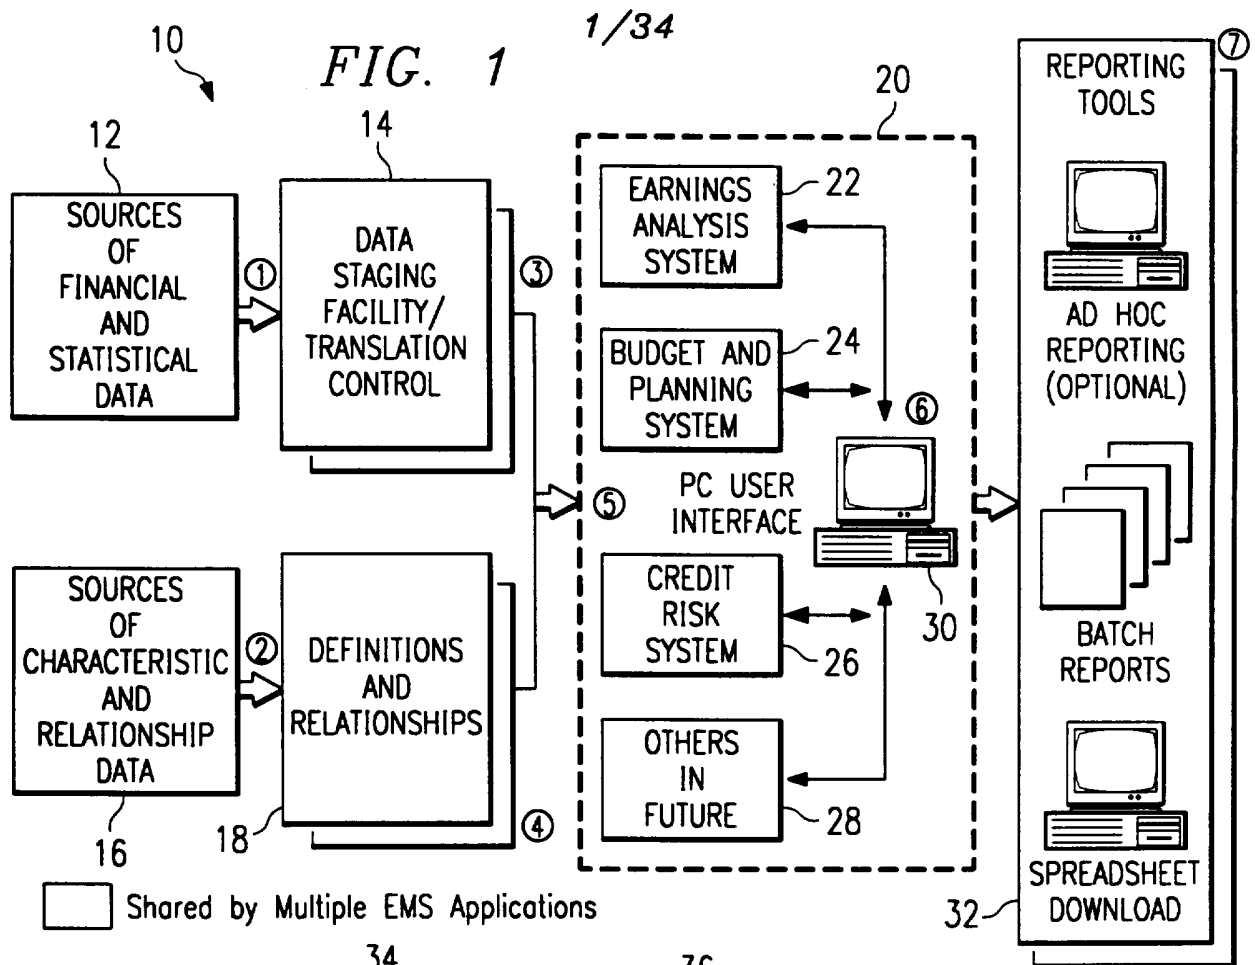 1/34
FIG. 1
10
12
SOURCES
OF
FINANCIAL
AND
STATISTICAL
DATA
①
14
DATA
STAGING
FACILITY/
TRANSLATION
CONTROL
③
16
SOURCES
OF
CHARACTERISTIC
AND
RELATIONSHIP
DATA
②
18
DEFINITIONS
AND
RELATIONSHIPS
④
⑤
20
EARNINGS
ANALYSIS
SYSTEM
22
BUDGET AND
PLANNING
SYSTEM
24
⑥
PC USER
INTERFACE
30
CREDIT
RISK
SYSTEM
26
OTHERS
IN
FUTURE
28
⑦
REPORTING
TOOLS
AD HOC
REPORTING
(OPTIONAL)
BATCH
REPORTS
SPREADSHEET
DOWNLOAD
32
Shared by Multiple EMS Applications
34
36